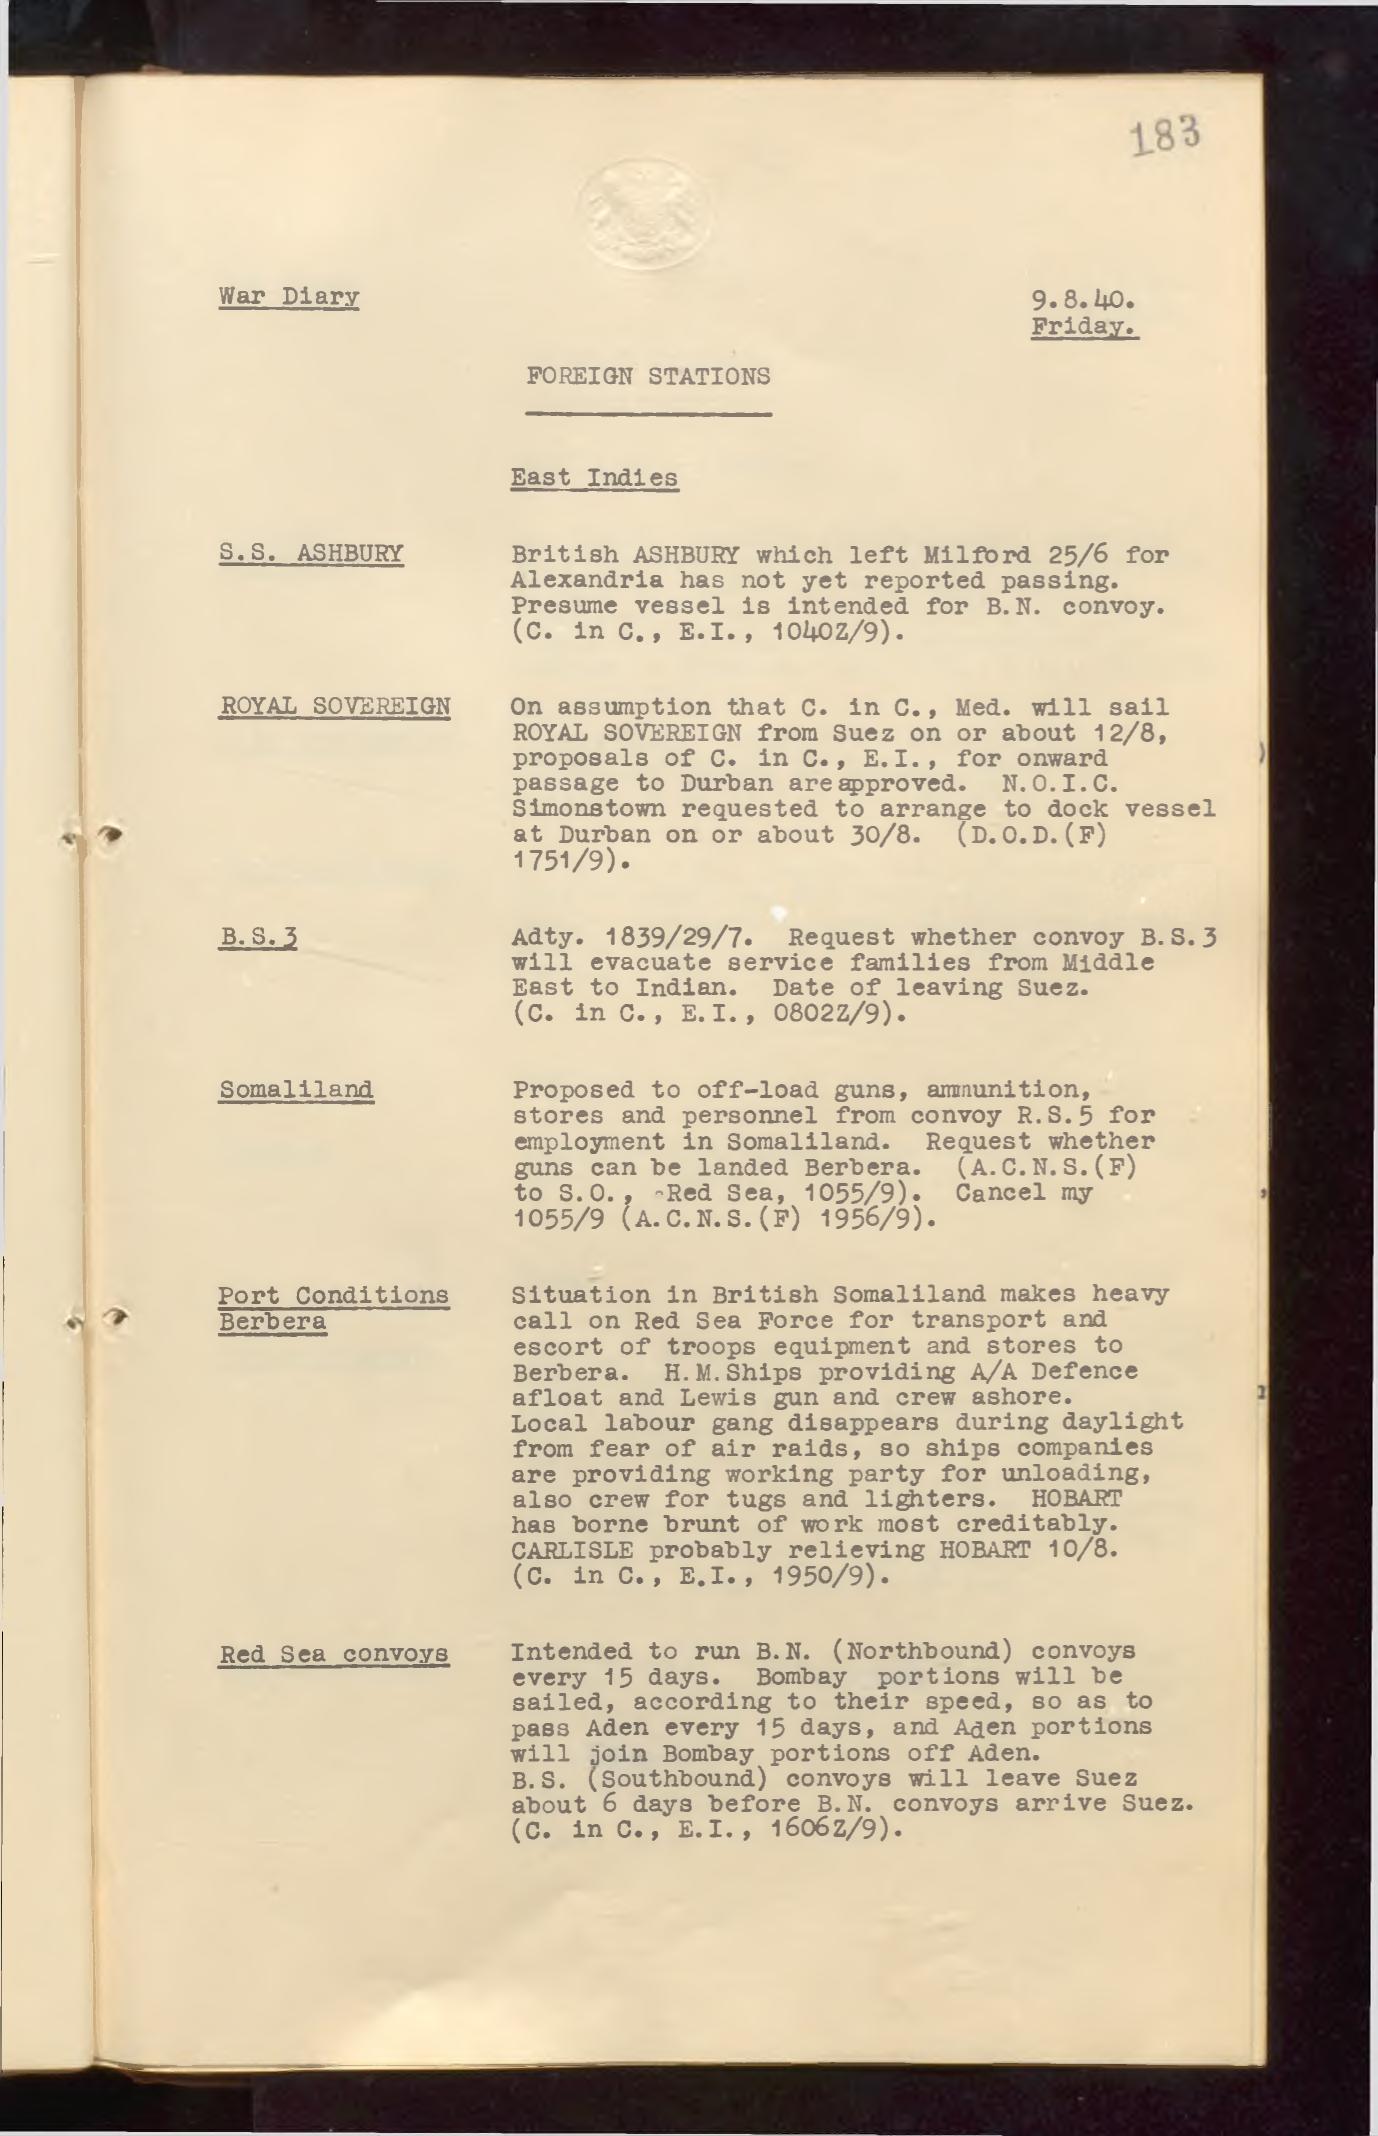 183
War Diary
9.8.40.
Friday.
FOREIGN STATIONS
East Indies
S.S. ASHBURY
British ASHBURY which left Milford 25/6 for
Alexandria has not yet reported passing.
Presume vessel is intended for B.N. convoy.
(C. in C., E.I., 1040Z/9).
ROYAL SOVEREIGN
On assumption that C. in C., Med. will sail
ROYAL SOVEREIGN from Suez on or about 12/8,
proposals of C. in C., E.I., for onward
passage to Durban are approved. N.O.I.C.
Simonstown requested to arrange to dock vessel
at Durban on or about 30/8. (D.O.D.(F)
1751/9).
B.S.3
Adty. 1839/29/7. Request whether convoy B.S.3
will evacuate service families from Middle
East to Indian. Date of leaving Suez.
(C. in C., E.I., 0802Z/9).
Somaliland
Proposed to off-load guns, ammunition,
stores and personnel from convoy R.S.5 for
employment in Somaliland. Request whether
guns can be landed Berbera. (A.C.N.S.(F)
to S.O., Red Sea, 1055/9). Cancel my
1055/9 (A.C.N.S.(F) 1956/9).
Port Conditions
Berbera
Situation in British Somaliland makes heavy
call on Red Sea Force for transport and
escort of troops equipment and stores to
Berbera. H.M.Ships providing A/A Defence
afloat and Lewis gun and crew ashore.
Local labour gang disappears during daylight
from fear of air raids, so ships companies
are providing working party for unloading,
also crew for tugs and lighters. HOBART
has borne brunt of work most creditably.
CARLISLE probably relieving HOBART 10/8.
(C. in C., E.I., 1950/9).
Red Sea convoys
Intended to run B.N. (Northbound) convoys
every 15 days. Bombay portions will be
sailed, according to their speed, so as to
pass Aden every 15 days, and Aden portions
will join Bombay portions off Aden.
B.S. (Southbound) convoys will leave Suez
about 6 days before B.N. convoys arrive Suez.
(C. in C., E.I., 1606Z/9).